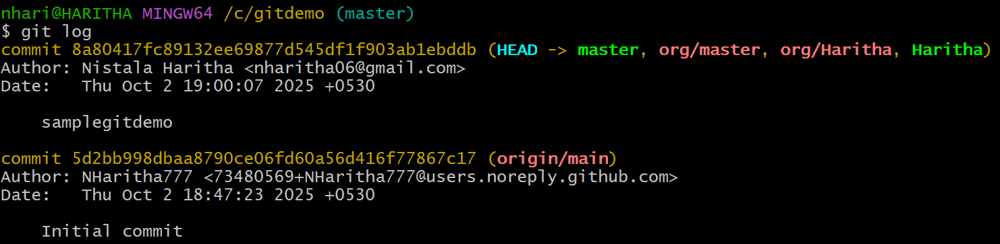 nhari@HARITHA MINGW64 /c/gitdemo (master)
$ git log
commit 8a80417fc89132ee69877d545df1f903ab1ebddb (HEAD -> master, org/master, org/Haritha, Haritha)
Author: Nistala Haritha <nharitha06@gmail.com>
Date:   Thu Oct 2 19:00:07 2025 +0530
    samplegitdemo
commit 5d2bb998dbaa8790ce06fd60a56d416f77867c17 (origin/main)
Author: NHaritha777 <73480569+NHaritha777@users.noreply.github.com>
Date:   Thu Oct 2 18:47:23 2025 +0530
    Initial commit